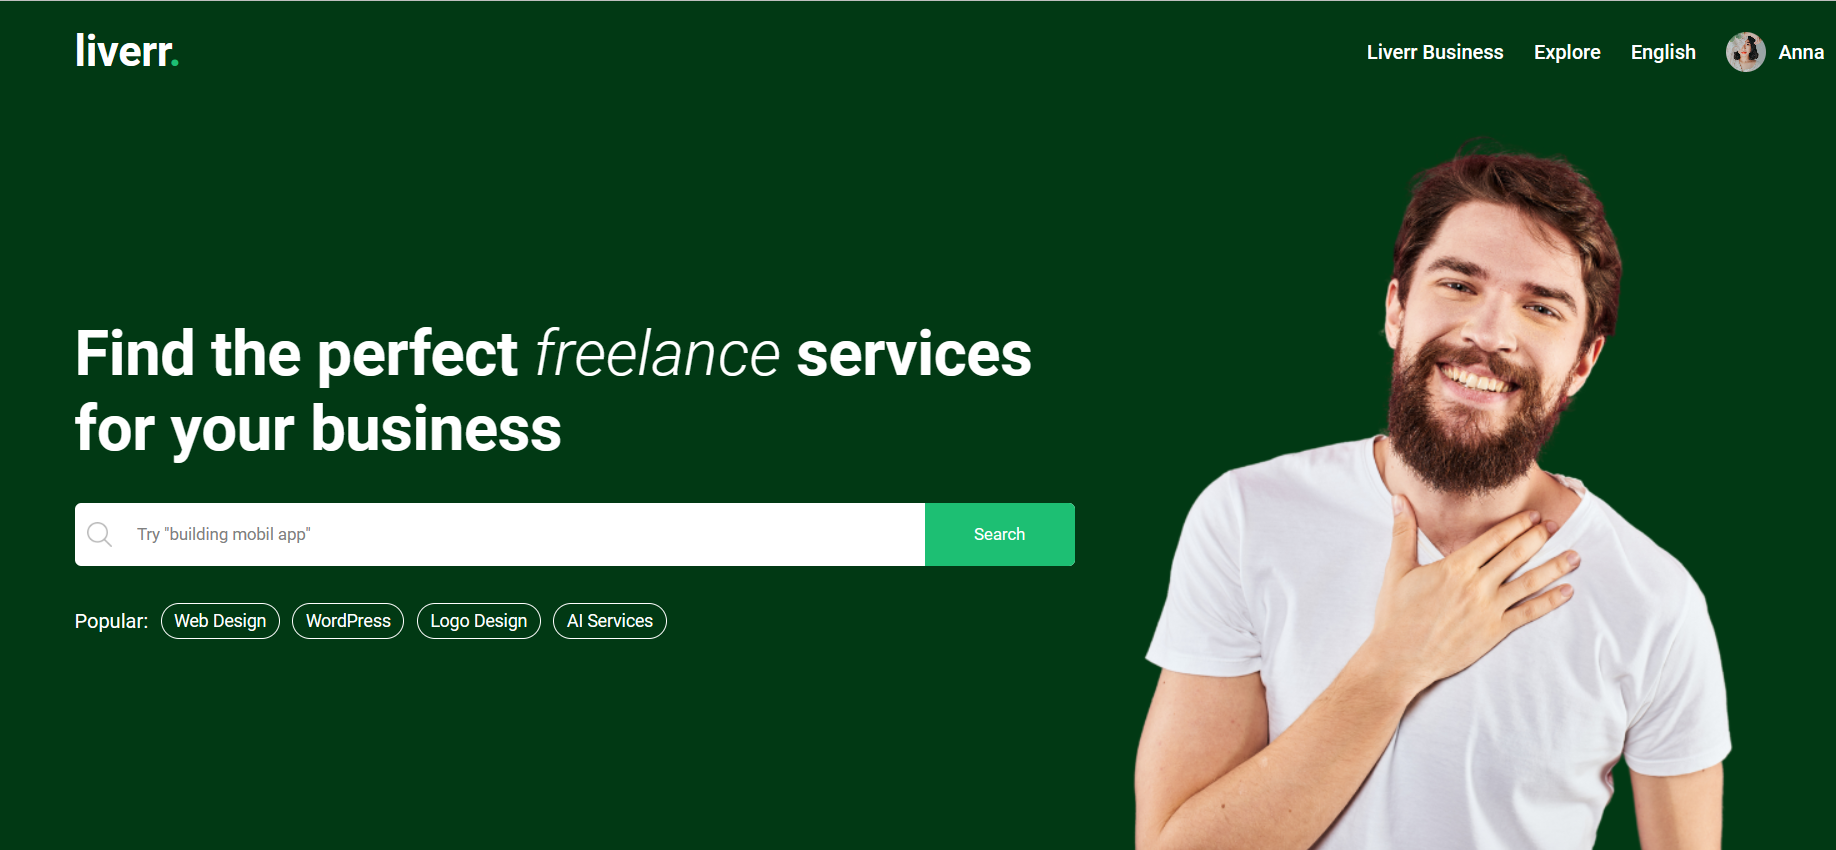 liverr.
Liverr Business Explore English Anna
Find the perfect freelance services
for your business
Try "building mobil app"
Search
Popular: Web Design WordPress Logo Design AI Services